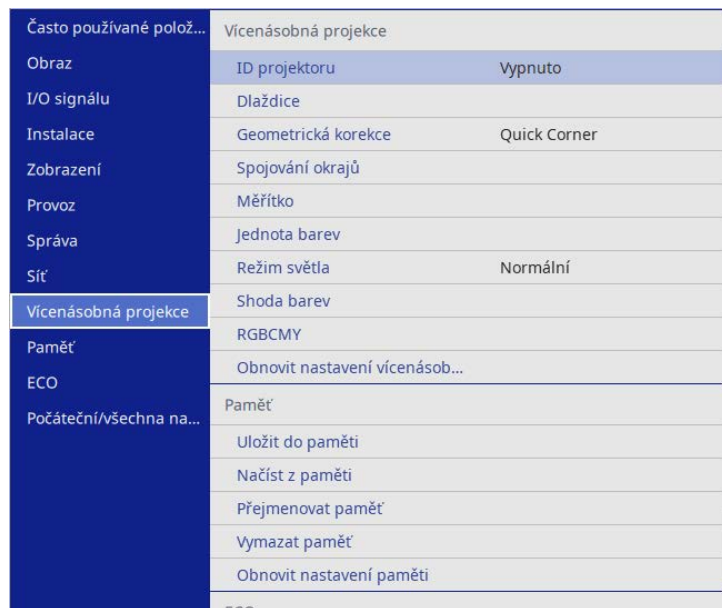 Často používané polož...
Obraz
I/O signálu
Instalace
Zobrazení
Provoz
Správa
Síť
Vícenásobná projekce
Paměť
ECO
Počáteční/všechna na...
Vícenásobná projekce
ID projektoru Vypnuto
Dlaždice
Geometrická korekce Quick Corner
Spojování okrajů
Měřítko
Jednota barev
Režim světla Normální
Shoda barev
RGBCMY
Obnovit nastavení vícenásob...
Paměť
Uložit do paměti
Načíst z paměti
Přejmenovat paměť
Vymazat paměť
Obnovit nastavení paměti